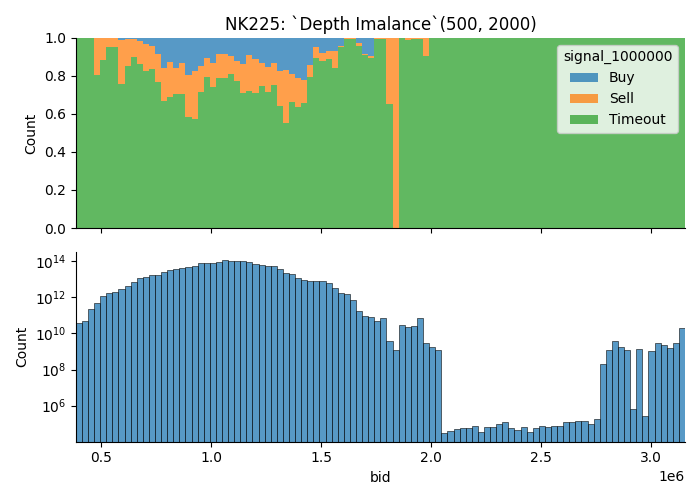 NK225: `Depth Imalance`(500, 2000)
Count
1.0
0.8
0.6
0.4
0.2
0.0
signal_1000000
Buy
Sell
Timeout
Count
10^14
10^12
10^10
10^8
10^6
0.5 1.0 1.5 2.0 2.5 3.0
1e6
bid